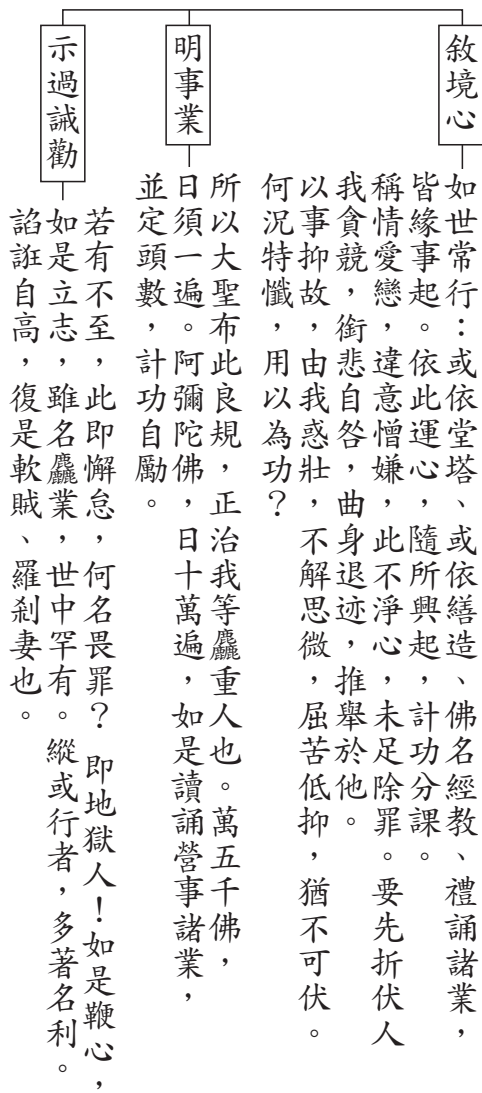 敘境心
如世常行：或依堂塔、或依繕造、佛名經教、禮誦諸業，
皆緣事起。依此運心，隨所興起，計功分課。
稱情愛戀，違意憎嫌，此不淨心，未足除罪。要先折伏人
我貪競，銜悲自咎，曲身退迹，推舉於他。
以事抑故，由我惑壯，不解思微，屈苦低抑，猶不可伏。
何況特懺，用以為功？
明事業
所以大聖布此良規，正治我等麤重人也。萬五千佛，
日須一遍。阿彌陀佛，日十萬遍，如是讀誦營事諸業，
並定頭數，計功自勵。
示過誡勸
若有不至，此即懈怠，何名畏罪？即地獄人！如是鞭心，
如是立志，雖名麤業，世中罕有。縱或行者，多著名利。
諂誑自高，復是軟賊、羅剎妻也。